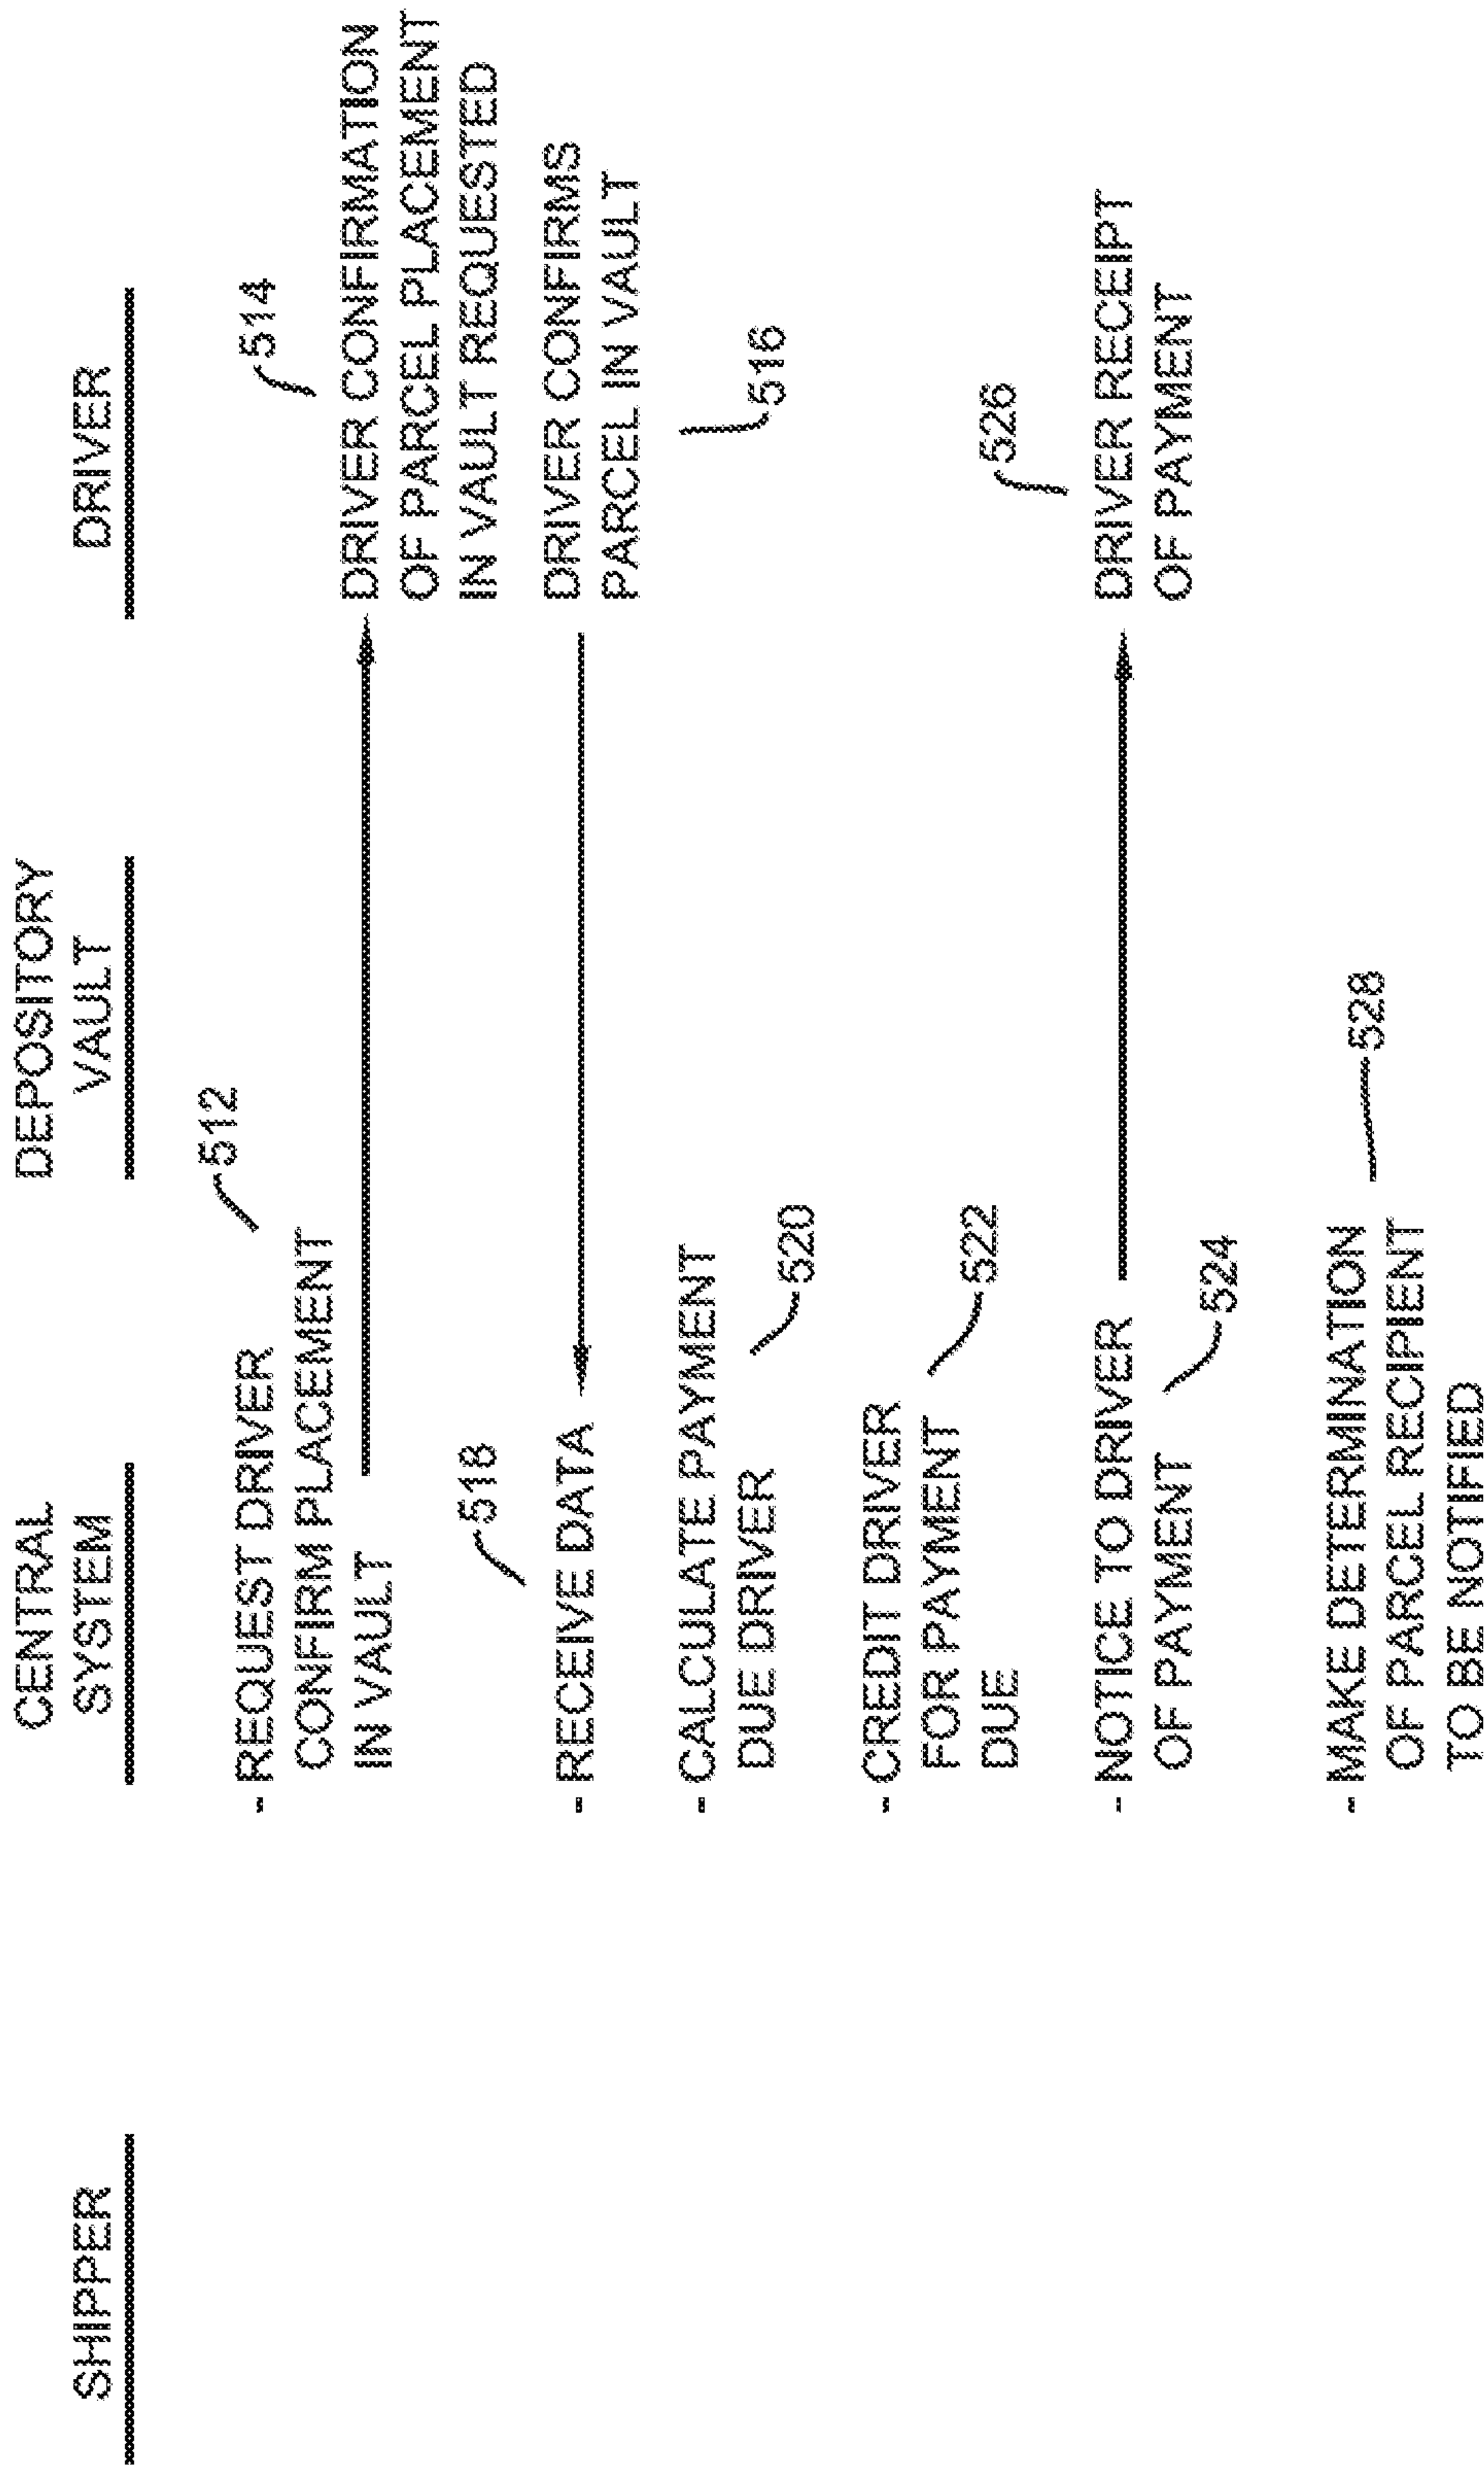 SHIPPER
CENTRAL
SYSTEM
DEPOSITORY
VAULT
DRIVER
512
- REQUEST DRIVER
CONFIRM PLACEMENT
IN VAULT
514
DRIVER CONFIRMATION
OF PARCEL PLACEMENT
IN VAULT REQUESTED
518
- RECEIVE DATA
DRIVER CONFIRMS
PARCEL IN VAULT
516
- CALCULATE PAYMENT
DUE DRIVER
520
- CREDIT DRIVER
FOR PAYMENT
DUE
522
526
- NOTICE TO DRIVER
OF PAYMENT
524
DRIVER RECEIPT
OF PAYMENT
- MAKE DETERMINATION
OF PARCEL RECIPIENT
TO BE NOTIFIED
528